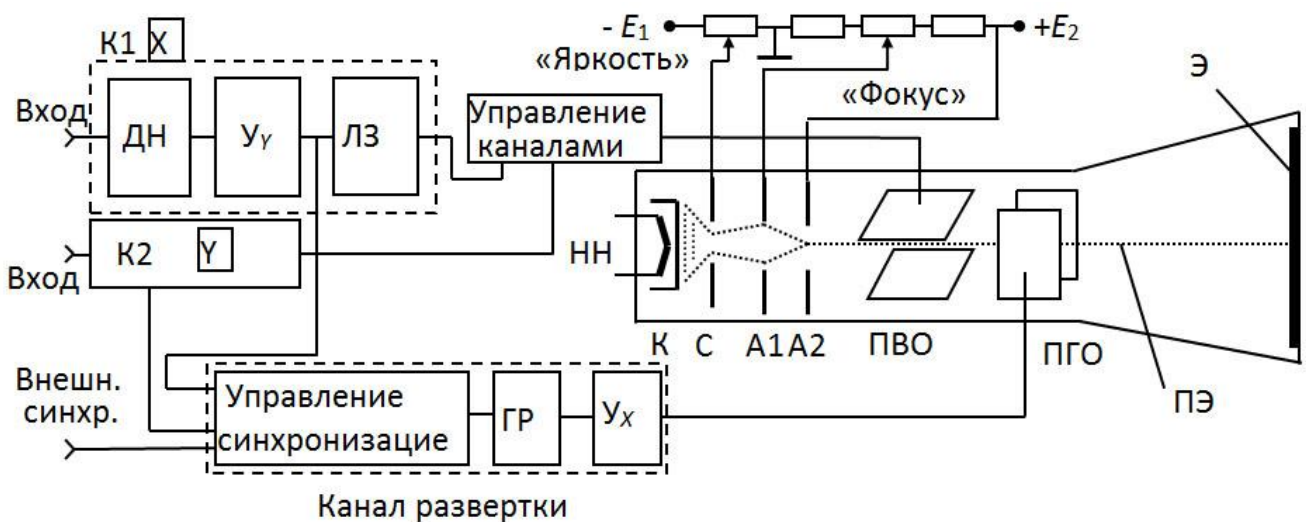 - E₁
+E₂
К1 X
«Яркость»
Э
Вход
«Фокус»
Управление
каналами
ДН
УY
ЛЗ
К2 Y
НН
Вход
К
С
А1
А2
ПВО
ПГО
Внешн.
синхр.
Управление
синхронизацие
ГР
УX
ПЭ
Канал развертки